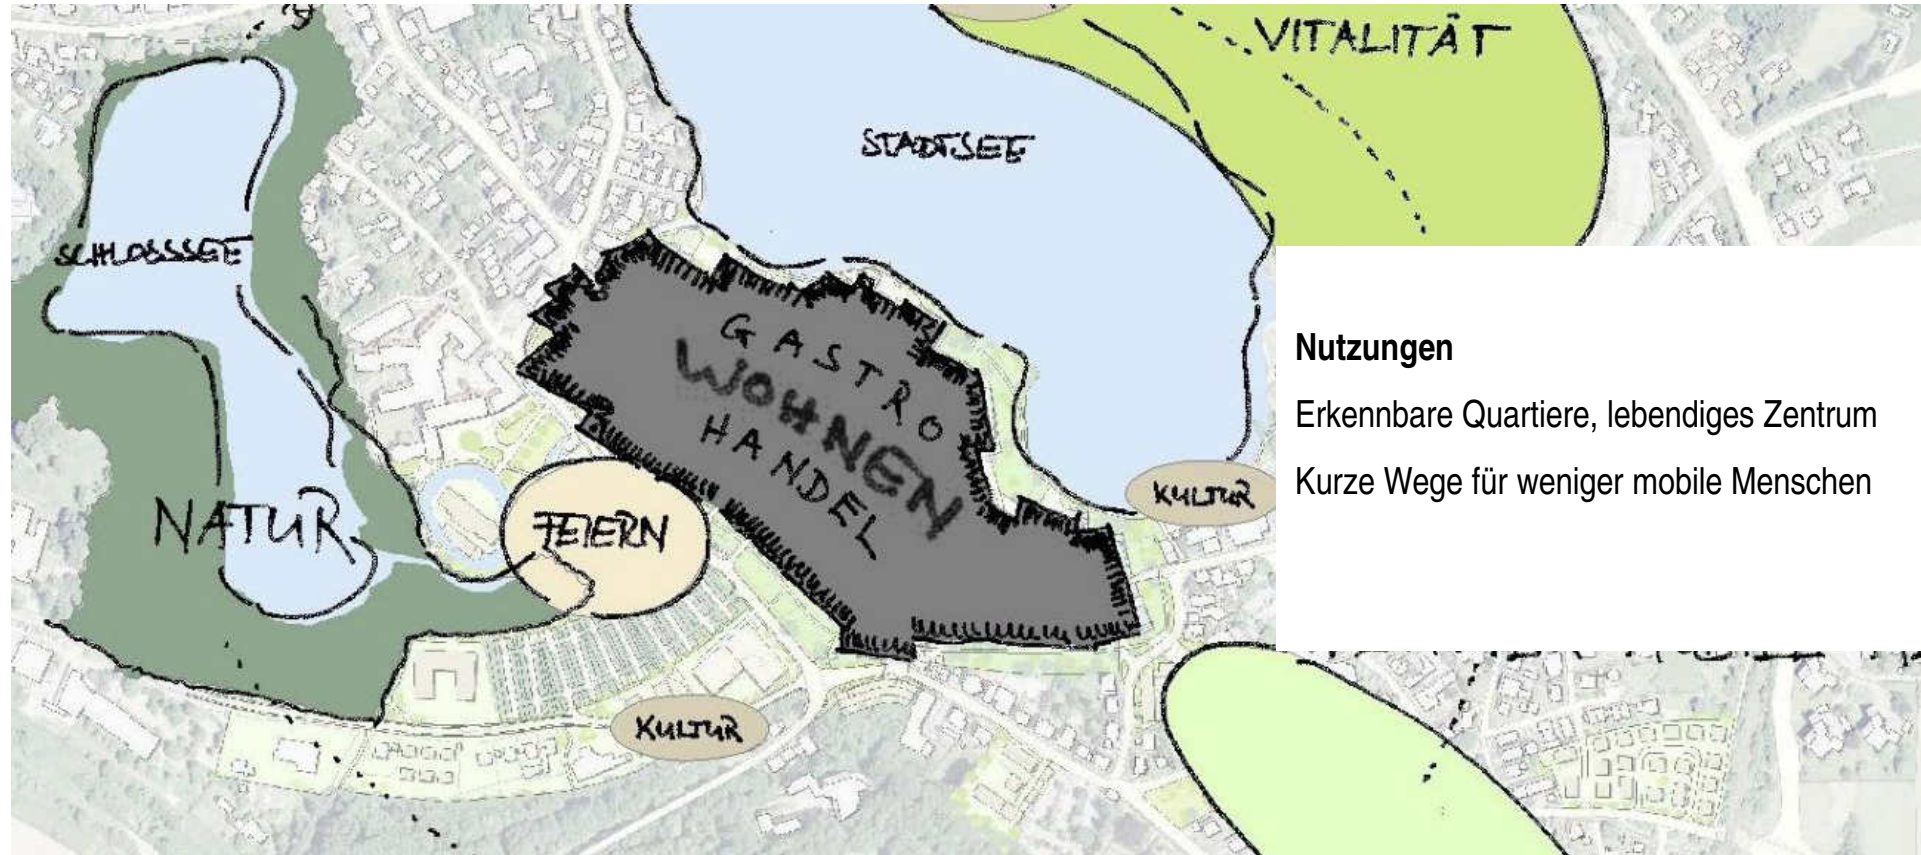 VITALITÄT
STADTSEE
SCHLOSSSEE
GASTRO
WOHNEN
HANDEL
Nutzungen
Erkennbare Quartiere, lebendiges Zentrum
Kurze Wege für weniger mobile Menschen
KULTUR
NATUR
FEIERN
KULTUR